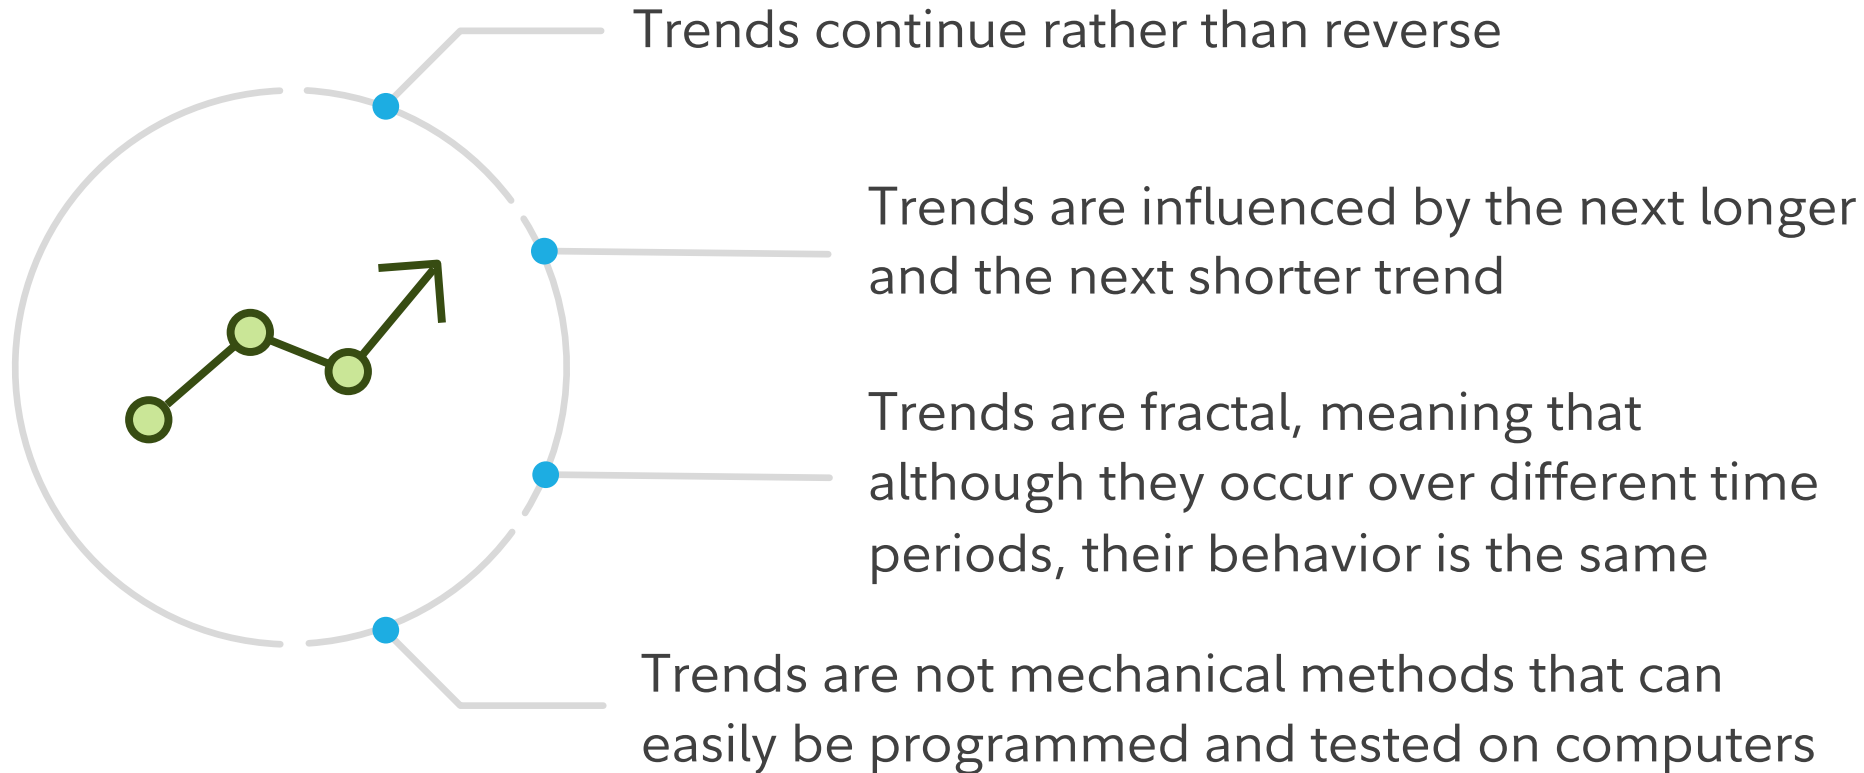 Trends continue rather than reverse
Trends are influenced by the next longer
and the next shorter trend
Trends are fractal, meaning that
although they occur over different time
periods, their behavior is the same
Trends are not mechanical methods that can
easily be programmed and tested on computers